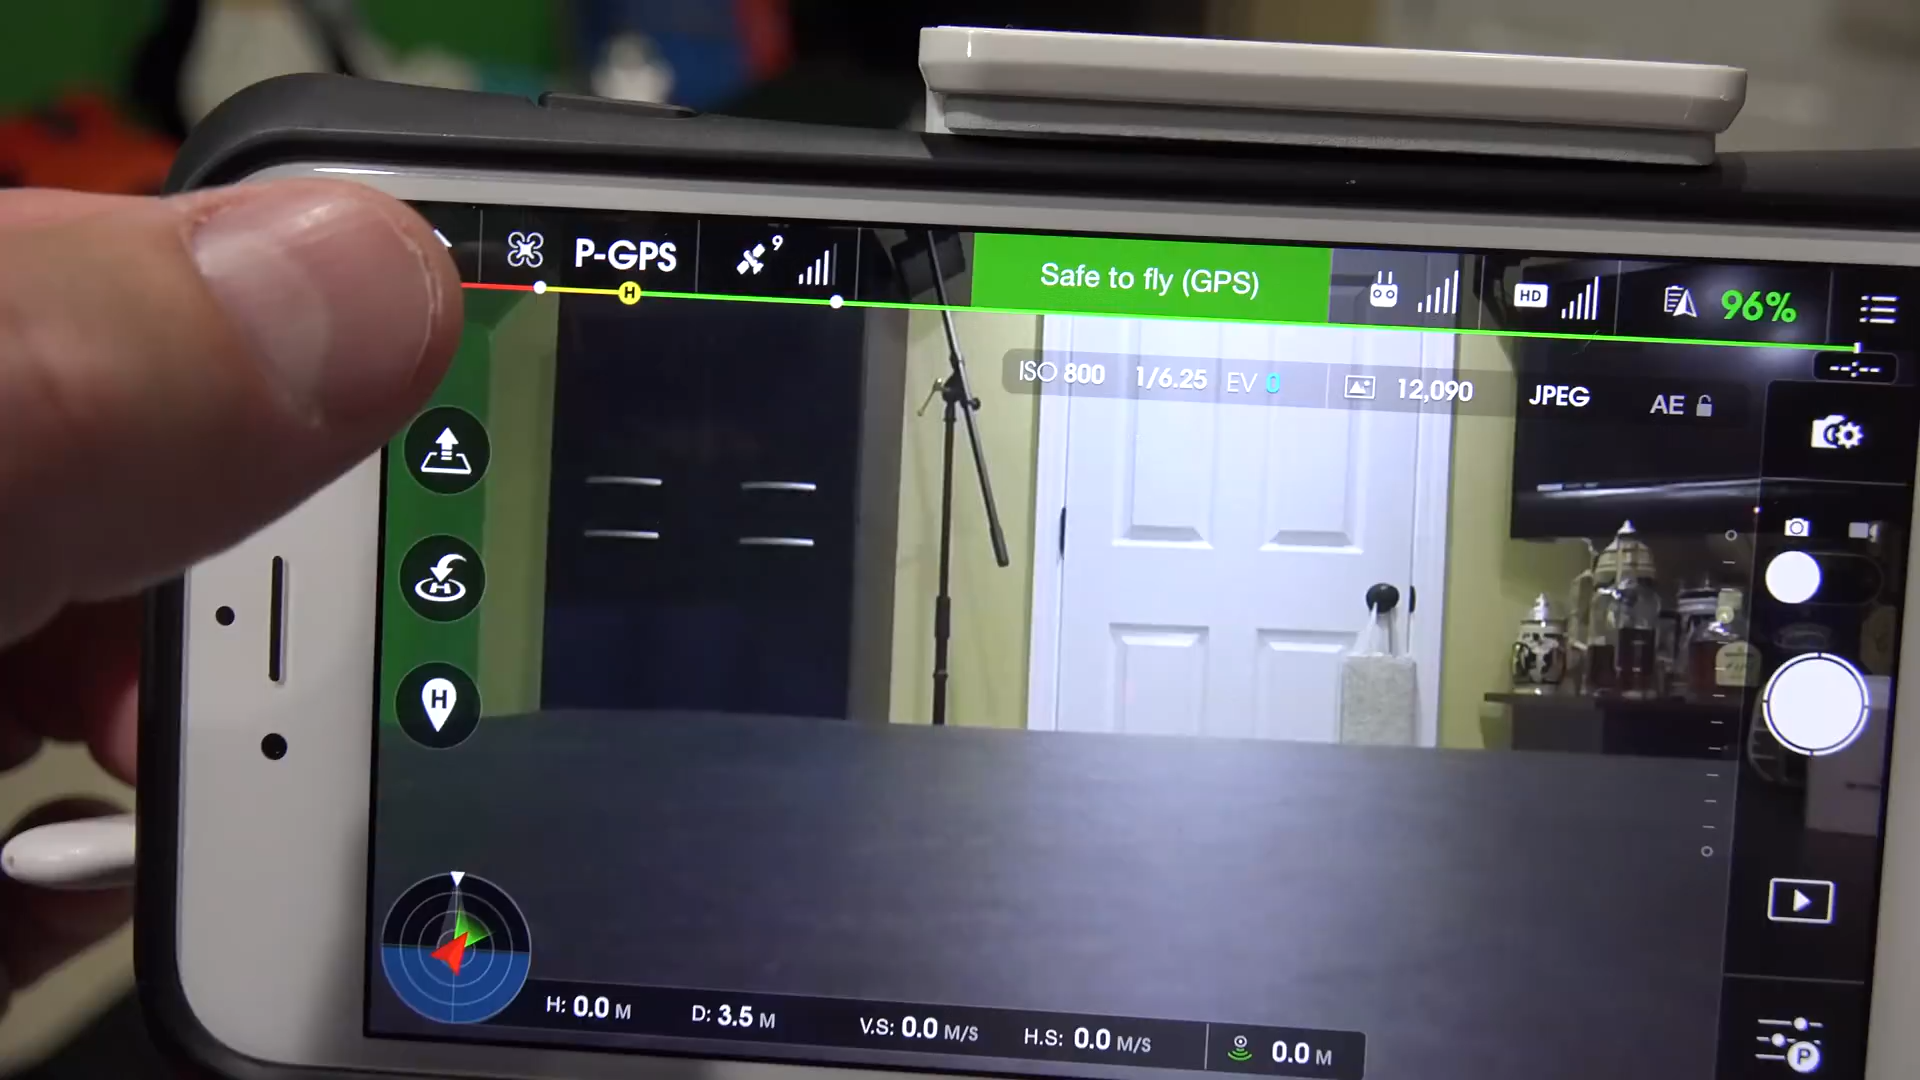 P-GPS 9 Safe to fly (GPS) HD 96%
H
ISO 800 1/6.25 EV 0 12,090 JPEG AE
H
H
H: 0.0 M D: 3.5 M V.S: 0.0 M/S H.S: 0.0 M/S 0.0 M
P